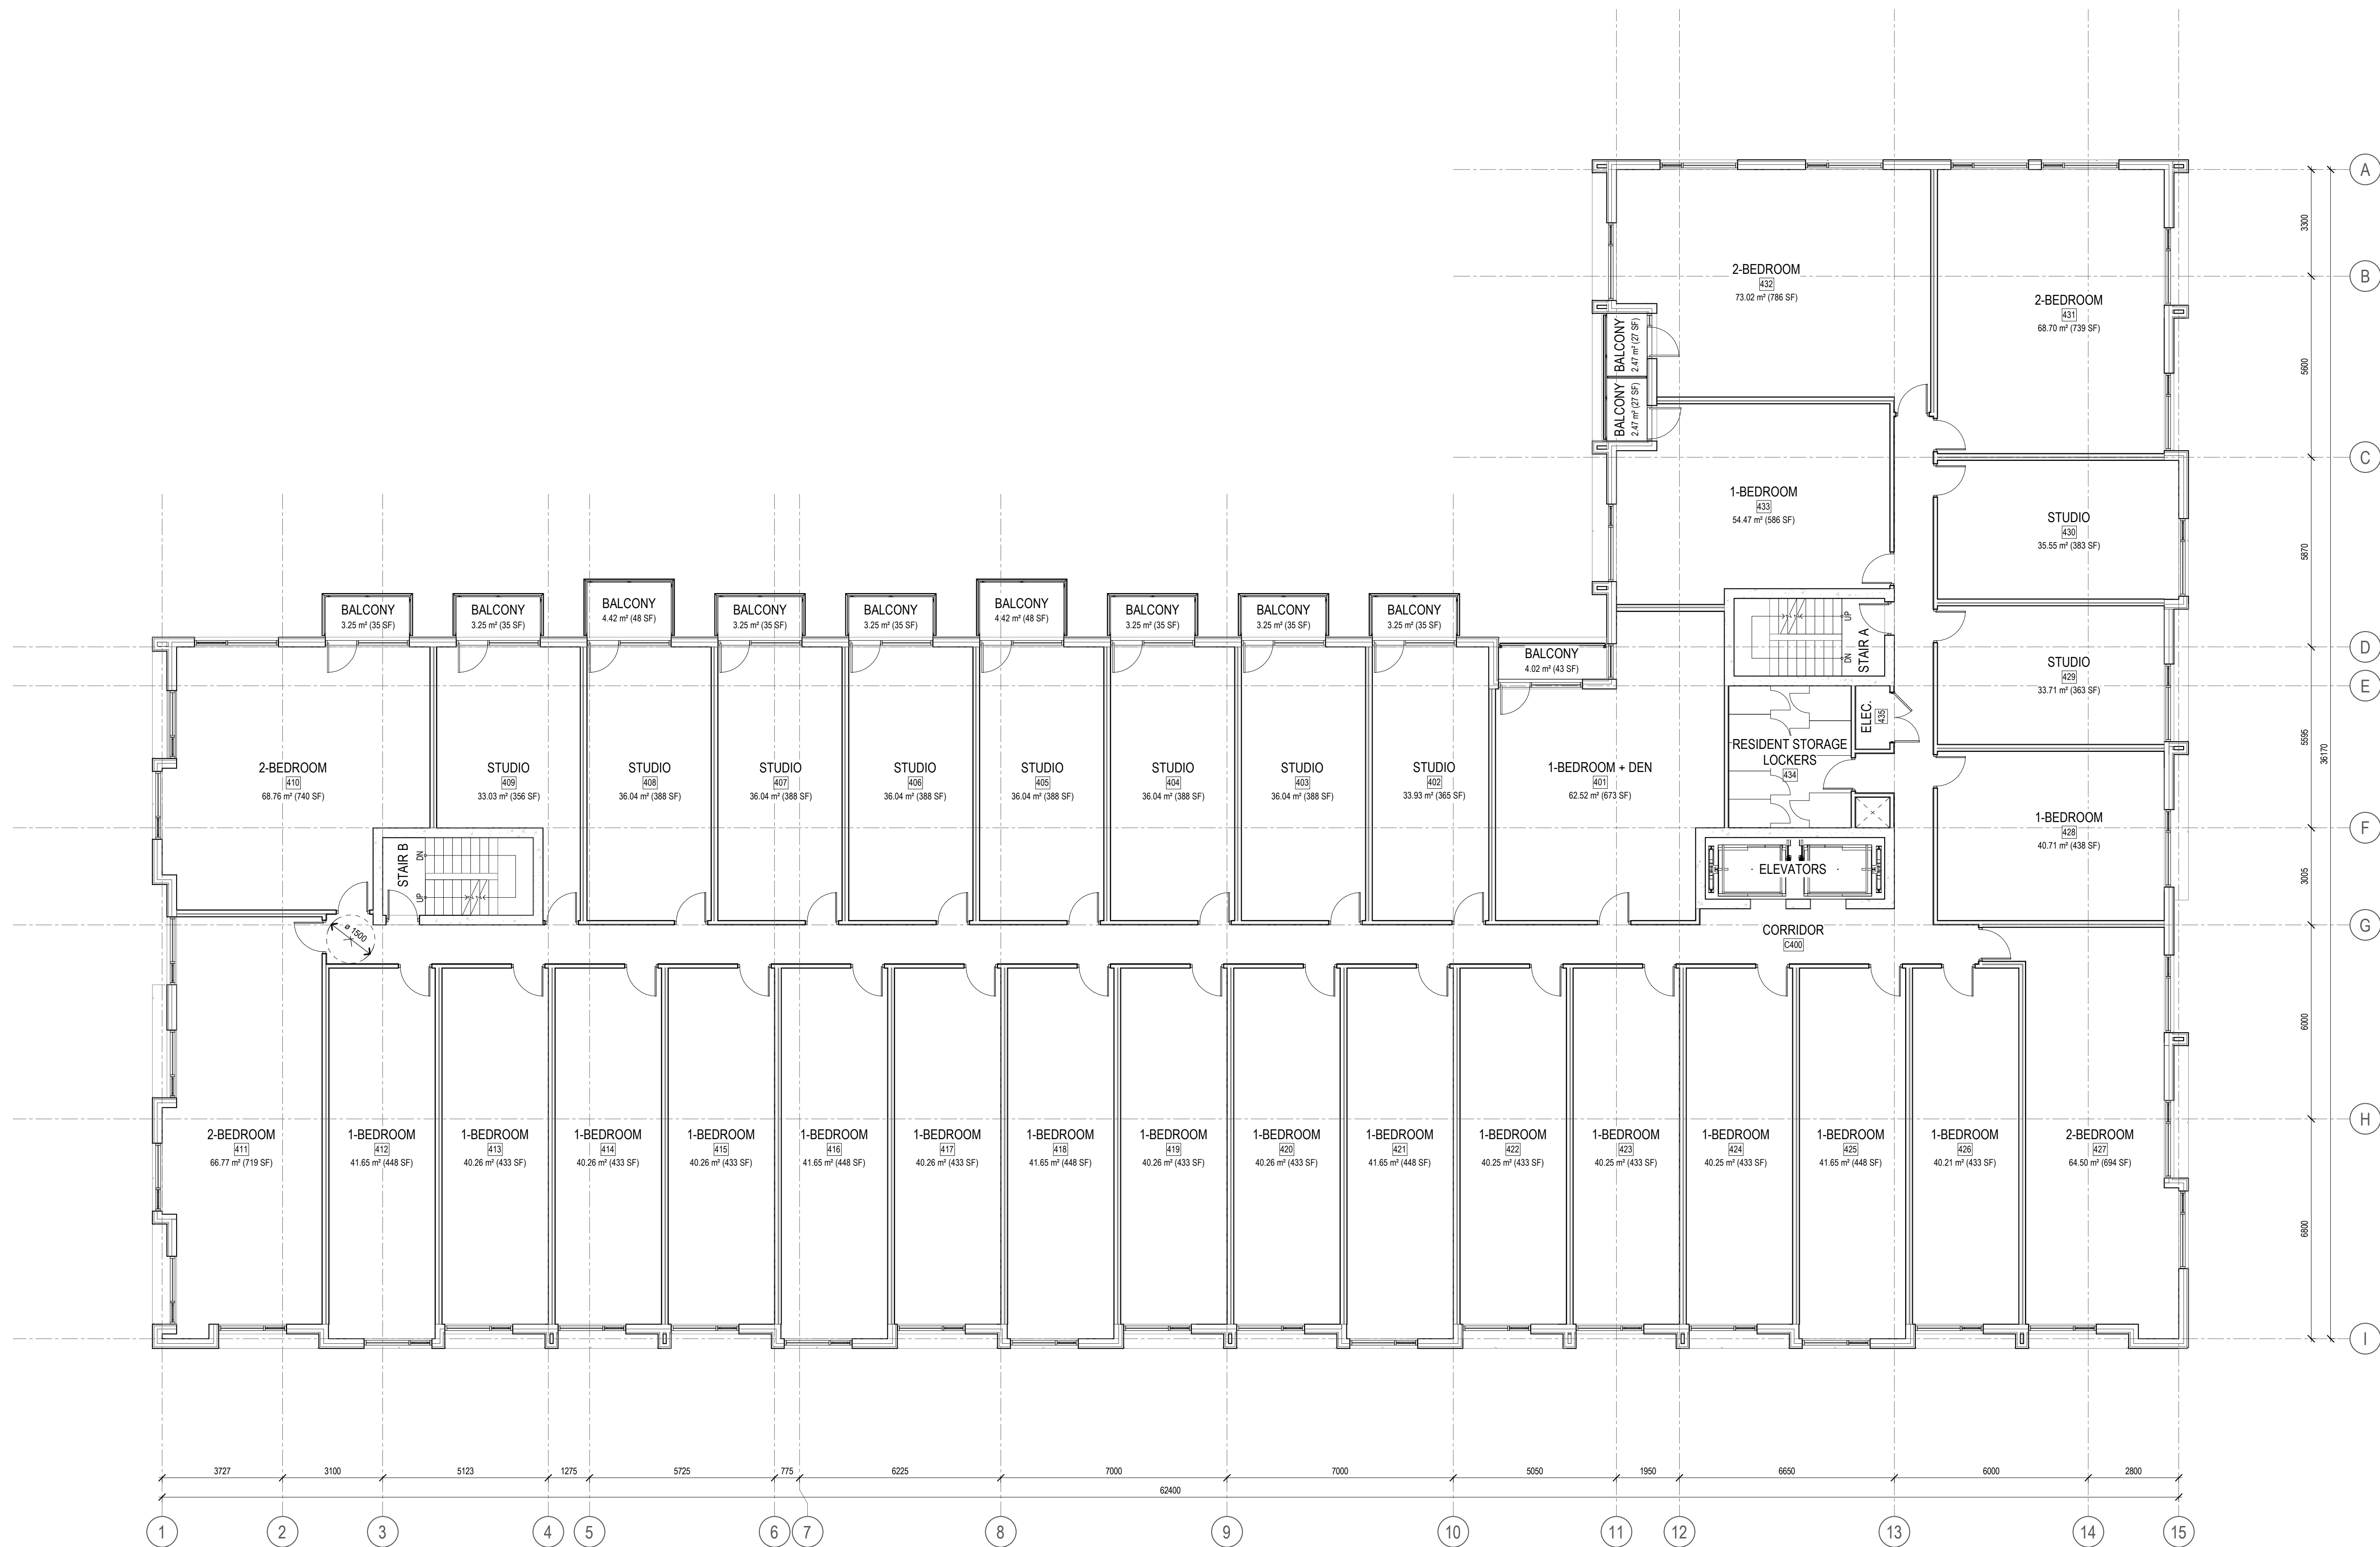 A
3300
2-BEDROOM
432
73.02 m² (786 SF)
B
2-BEDROOM
431
68.70 m² (739 SF)
BALCONY
2.47 m² (27 SF)
5600
BALCONY
2.47 m² (27 SF)
C
1-BEDROOM
433
54.47 m² (586 SF)
STUDIO
430
35.55 m² (383 SF)
5870
BALCONY
3.25 m² (35 SF)
BALCONY
3.25 m² (35 SF)
BALCONY
4.42 m² (48 SF)
BALCONY
3.25 m² (35 SF)
BALCONY
3.25 m² (35 SF)
BALCONY
4.42 m² (48 SF)
BALCONY
3.25 m² (35 SF)
BALCONY
3.25 m² (35 SF)
BALCONY
3.25 m² (35 SF)
BALCONY
4.02 m² (43 SF)
UP
DN
STAIR A
D
STUDIO
429
33.71 m² (363 SF)
E
ELEC.
435
RESIDENT STORAGE
LOCKERS
434
5595
36170
2-BEDROOM
410
68.76 m² (740 SF)
STUDIO
409
33.03 m² (356 SF)
STUDIO
408
36.04 m² (388 SF)
STUDIO
407
36.04 m² (388 SF)
STUDIO
406
36.04 m² (388 SF)
STUDIO
405
36.04 m² (388 SF)
STUDIO
404
36.04 m² (388 SF)
STUDIO
403
36.04 m² (388 SF)
STUDIO
402
33.93 m² (365 SF)
1-BEDROOM + DEN
401
62.52 m² (673 SF)
1-BEDROOM
428
40.71 m² (438 SF)
F
STAIR B
DN
UP
ELEVATORS
3005
ø 1500
CORRIDOR
C400
G
6000
H
2-BEDROOM
411
66.77 m² (719 SF)
1-BEDROOM
412
41.65 m² (448 SF)
1-BEDROOM
413
40.26 m² (433 SF)
1-BEDROOM
414
40.26 m² (433 SF)
1-BEDROOM
415
40.26 m² (433 SF)
1-BEDROOM
416
41.65 m² (448 SF)
1-BEDROOM
417
40.26 m² (433 SF)
1-BEDROOM
418
41.65 m² (448 SF)
1-BEDROOM
419
40.26 m² (433 SF)
1-BEDROOM
420
40.26 m² (433 SF)
1-BEDROOM
421
41.65 m² (448 SF)
1-BEDROOM
422
40.25 m² (433 SF)
1-BEDROOM
423
40.25 m² (433 SF)
1-BEDROOM
424
40.25 m² (433 SF)
1-BEDROOM
425
41.65 m² (448 SF)
1-BEDROOM
426
40.21 m² (433 SF)
2-BEDROOM
427
64.50 m² (694 SF)
6800
I
3727 3100 5123 1275 5725 775 6225 7000 7000 5050 1950 6650 6000 2800
62400
1 2 3 4 5 6 7 8 9 10 11 12 13 14 15